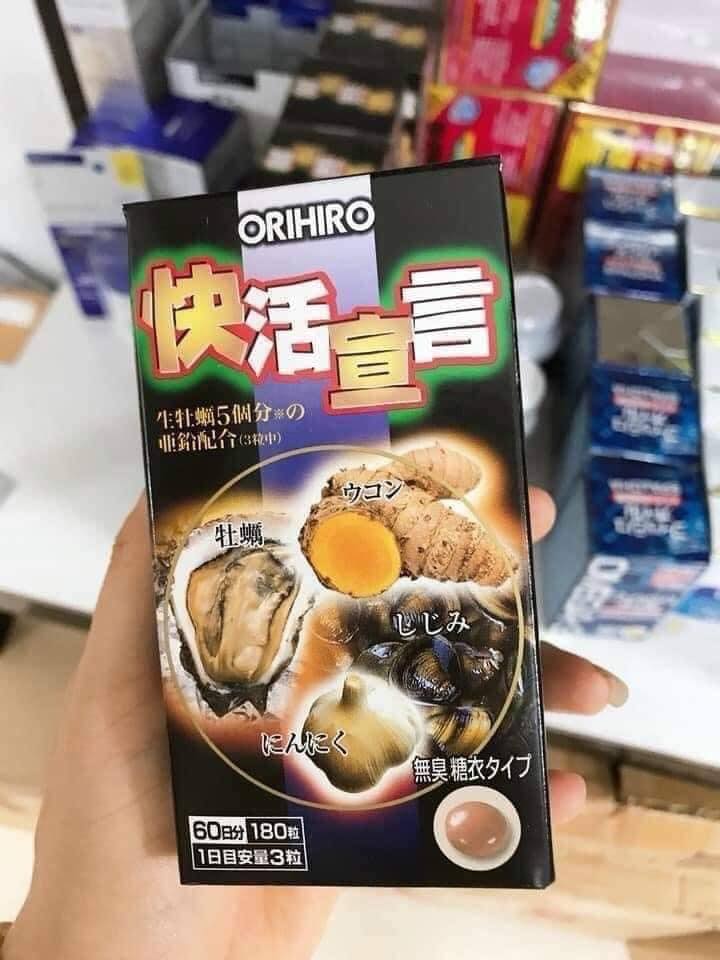 ORIHIRO
快活宣言
生牡蠣5個分※の
亜鉛配合(3粒中)
ウコン
牡蠣
しじみ
にんにく
無臭糖衣タイプ
60日分 180粒
1日目安量3粒